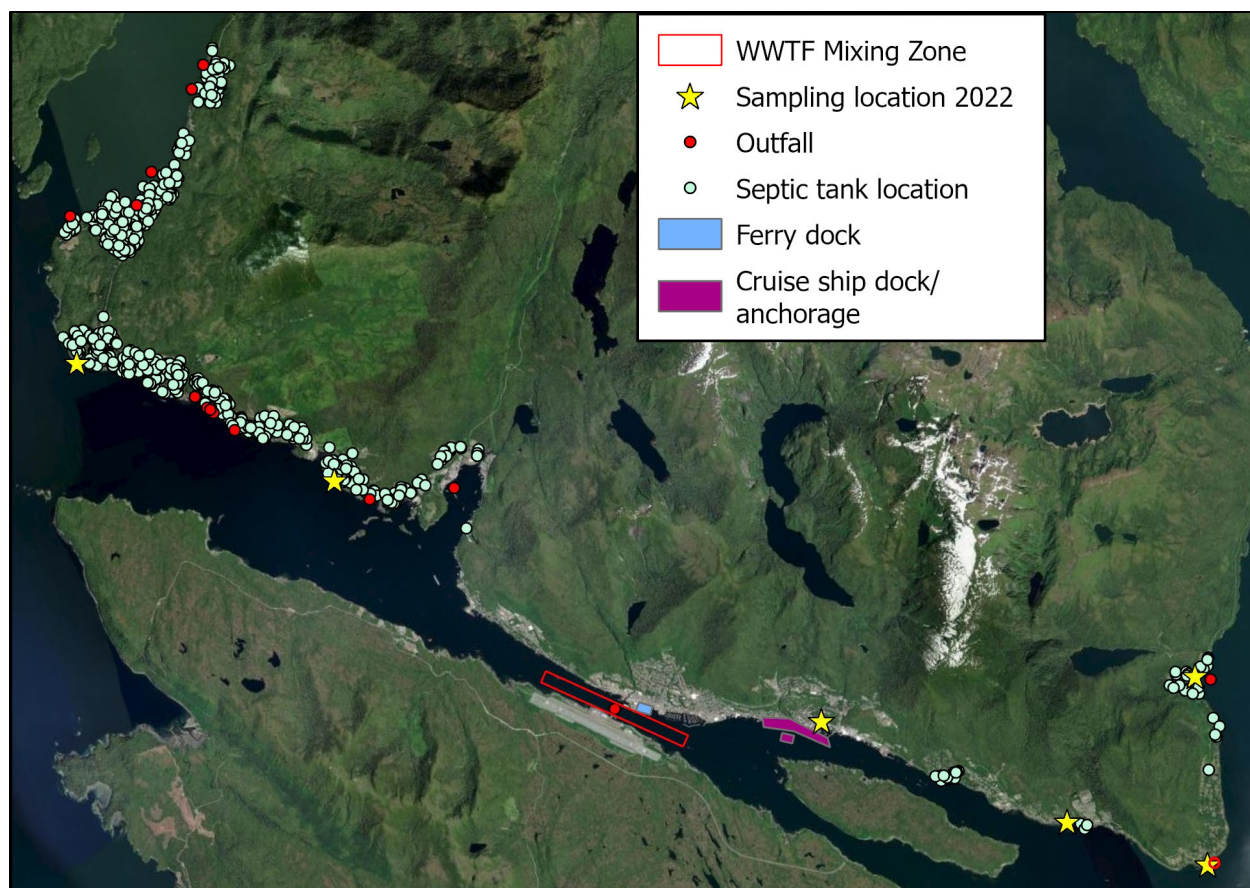 WWTF Mixing Zone
Sampling location 2022
Outfall
Septic tank location
Ferry dock
Cruise ship dock/
anchorage